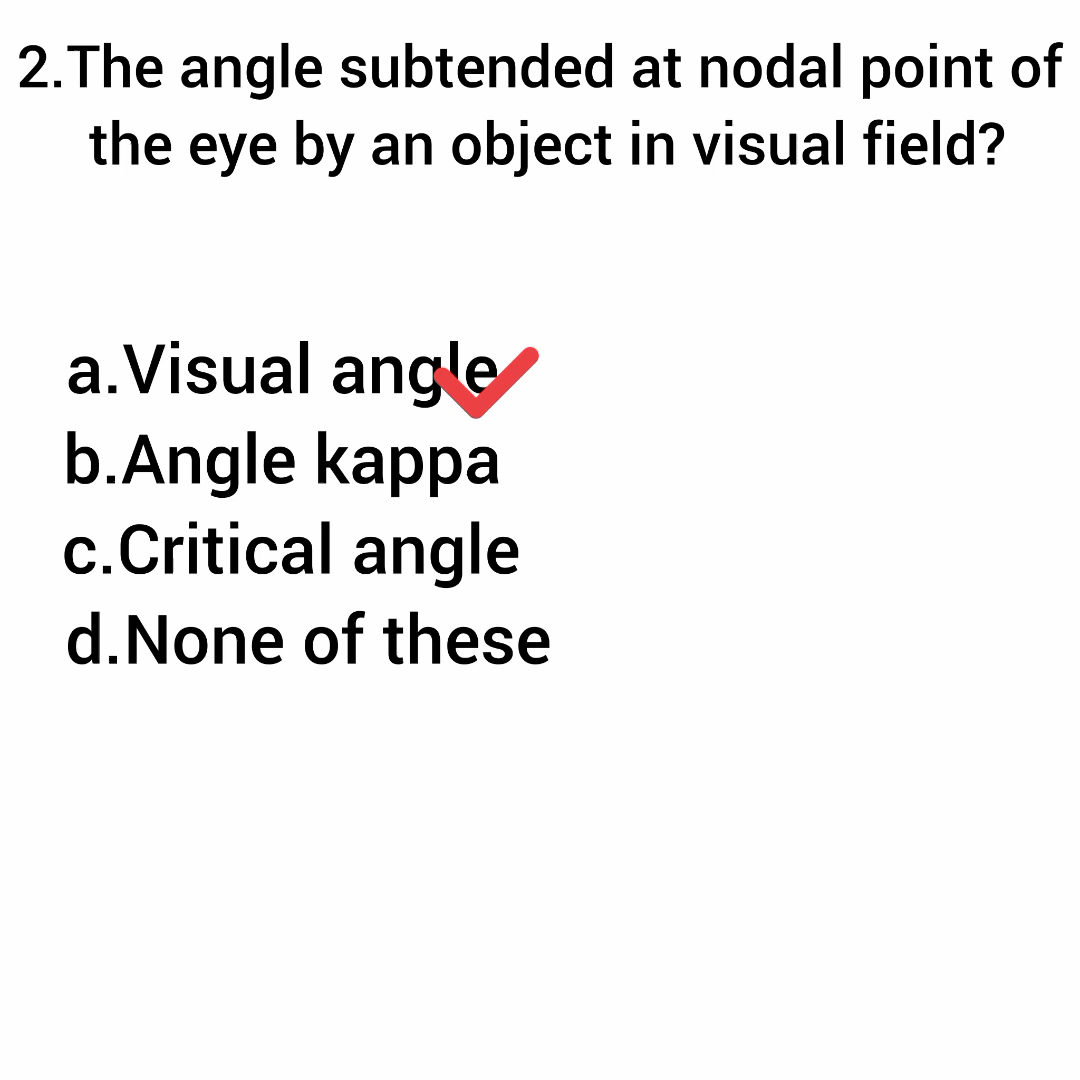 2.The angle subtended at nodal point of
the eye by an object in visual field?
a.Visual angle
b.Angle kappa
c.Critical angle
d.None of these